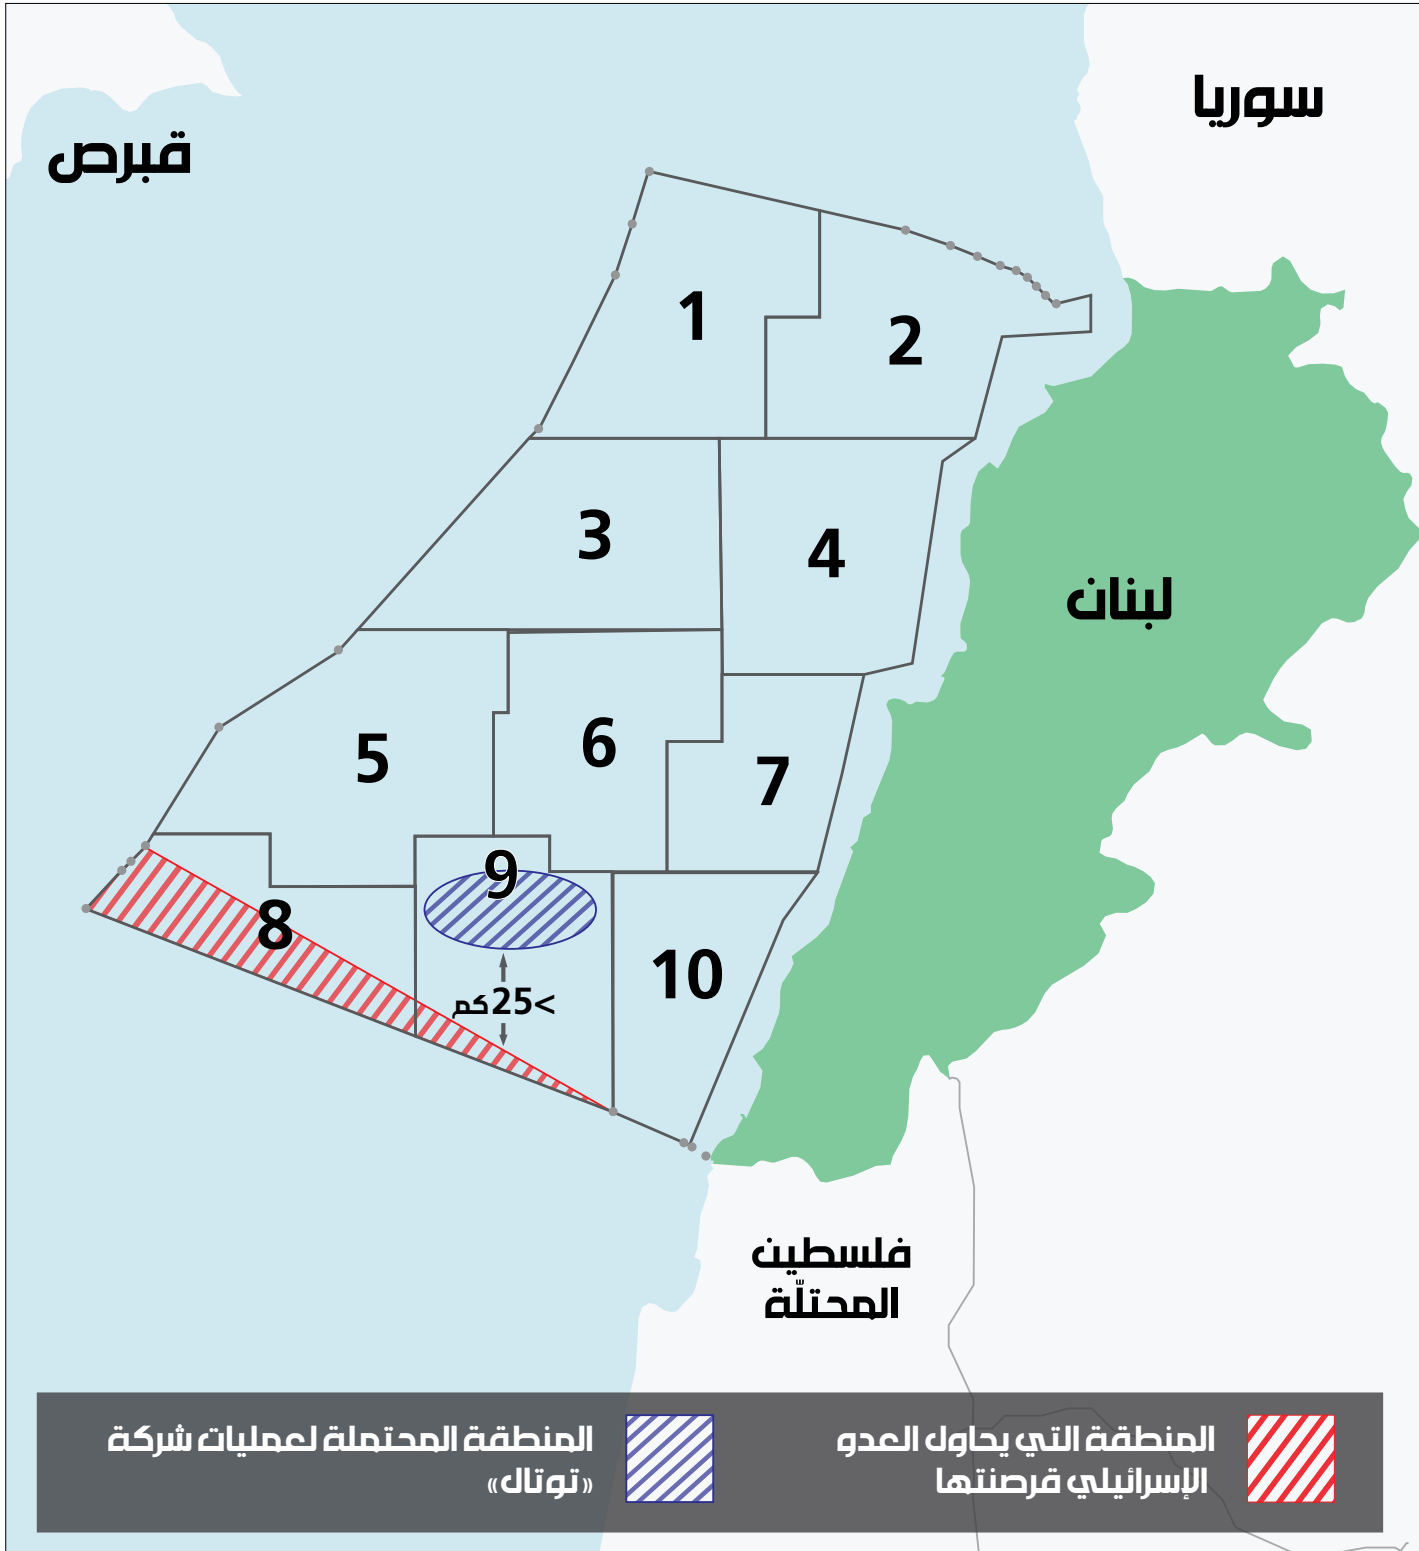 سوريا
قبرص
1
2
3
4
لبنان
5
6
7
9
8
10
>25كم
فلسطين
المحتلّة
المنطقة التي يحاول العدو
الإسرائيلي قرصنتها
المنطقة المحتملة لعمليات شركة
«توتال»